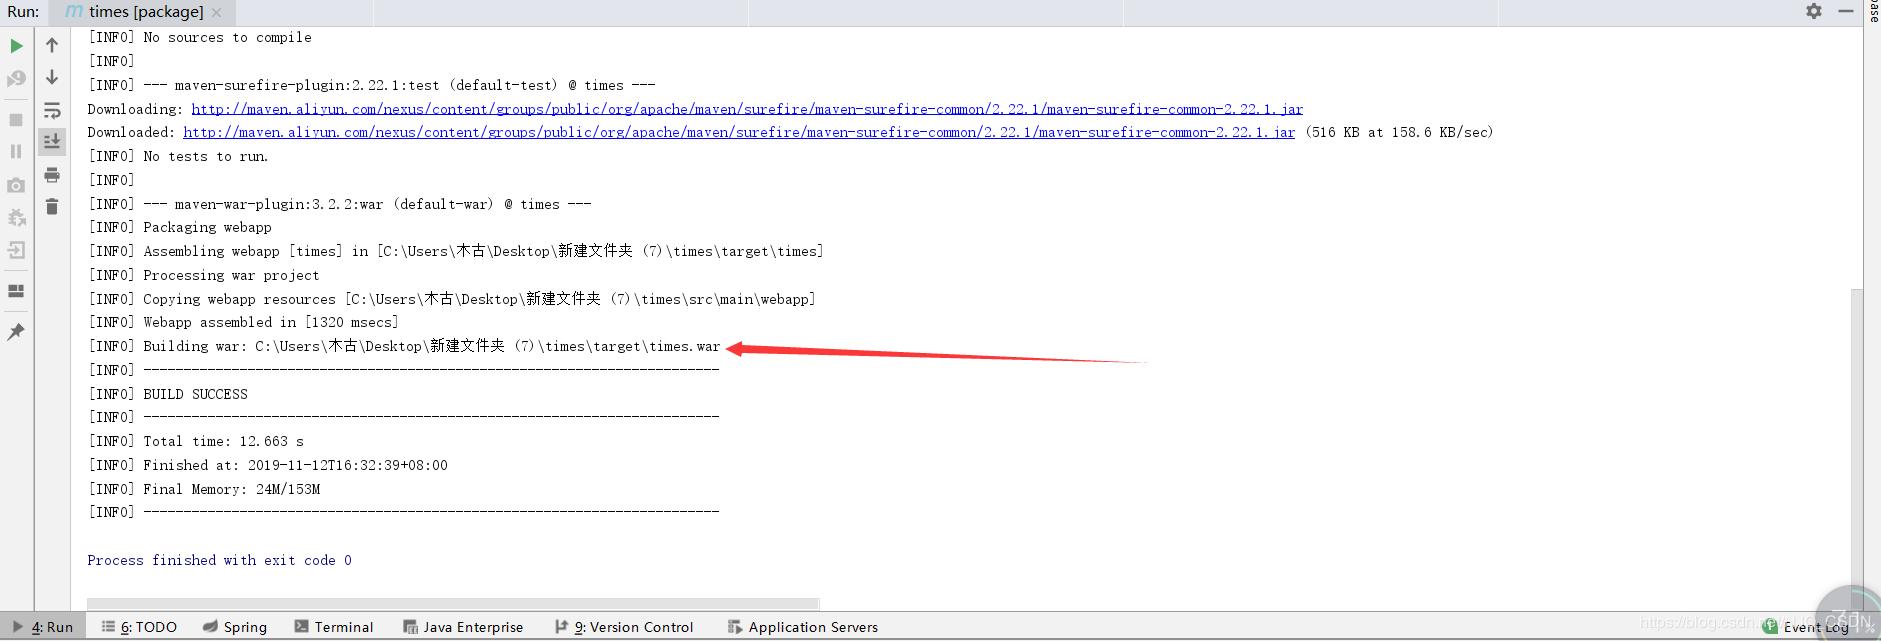 Run: times [package]
[INFO] No sources to compile
[INFO]
[INFO] --- maven-surefire-plugin:2.22.1:test (default-test) @ times ---
Downloading: http://maven.aliyun.com/nexus/content/groups/public/org/apache/maven/surefire/maven-surefire-common/2.22.1/maven-surefire-common-2.22.1.jar
Downloaded: http://maven.aliyun.com/nexus/content/groups/public/org/apache/maven/surefire/maven-surefire-common/2.22.1/maven-surefire-common-2.22.1.jar (516 KB at 158.6 KB/sec)
[INFO] No tests to run.
[INFO]
[INFO] --- maven-war-plugin:3.2.2:war (default-war) @ times ---
[INFO] Packaging webapp
[INFO] Assembling webapp [times] in [C:\Users\木古\Desktop\新建文件夹 (7)\times\target\times]
[INFO] Processing war project
[INFO] Copying webapp resources [C:\Users\木古\Desktop\新建文件夹 (7)\times\src\main\webapp]
[INFO] Webapp assembled in [1320 msecs]
[INFO] Building war: C:\Users\木古\Desktop\新建文件夹 (7)\times\target\times.war
[INFO] ------------------------------------------------------------------------
[INFO] BUILD SUCCESS
[INFO] ------------------------------------------------------------------------
[INFO] Total time: 12.663 s
[INFO] Finished at: 2019-11-12T16:32:39+08:00
[INFO] Final Memory: 24M/153M
[INFO] ------------------------------------------------------------------------
Process finished with exit code 0
4: Run 6: TODO Spring Terminal Java Enterprise 9: Version Control Application Servers Event Log